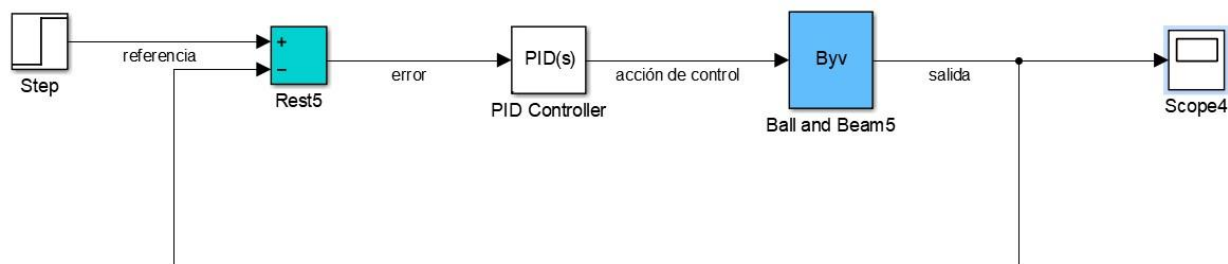 Step
referencia
+
−
Rest5
error
PID(s)
PID Controller
acción de control
Byv
Ball and Beam5
salida
Scope4